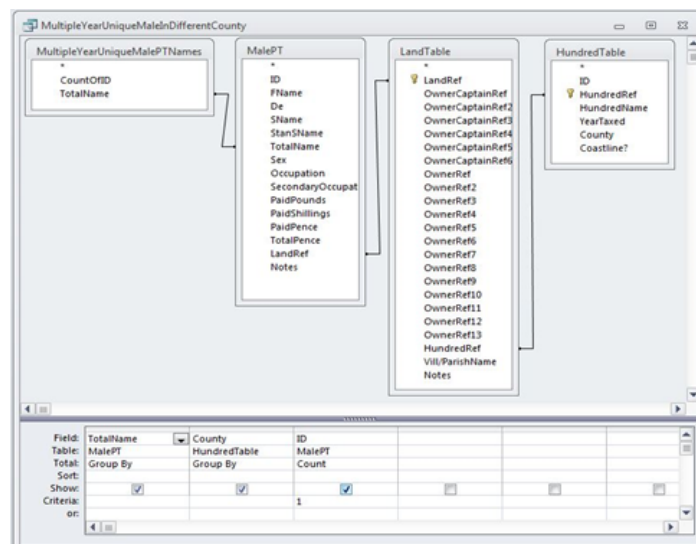 MultipleYearUniqueMaleInDifferentCounty
MultipleYearUniqueMalePTNames
*
CountOfID
TotalName
MalePT
*
ID
FName
De
SName
StanSName
TotalName
Sex
Occupation
SecondaryOccupat
PaidPounds
PaidShillings
PaidPence
TotalPence
LandRef
Notes
LandTable
*
LandRef
OwnerCaptainRef
OwnerCaptainRef2
OwnerCaptainRef3
OwnerCaptainRef4
OwnerCaptainRef5
OwnerCaptainRef6
OwnerRef
OwnerRef2
OwnerRef3
OwnerRef4
OwnerRef5
OwnerRef6
OwnerRef7
OwnerRef8
OwnerRef9
OwnerRef10
OwnerRef11
OwnerRef12
OwnerRef13
HundredRef
Vill/ParishName
Notes
HundredTable
*
ID
HundredRef
HundredName
YearTaxed
County
Coastline?
Field: TotalName County ID
Table: MalePT HundredTable MalePT
Total: Group By Group By Count
Sort:
Show:
Criteria: 1
or: